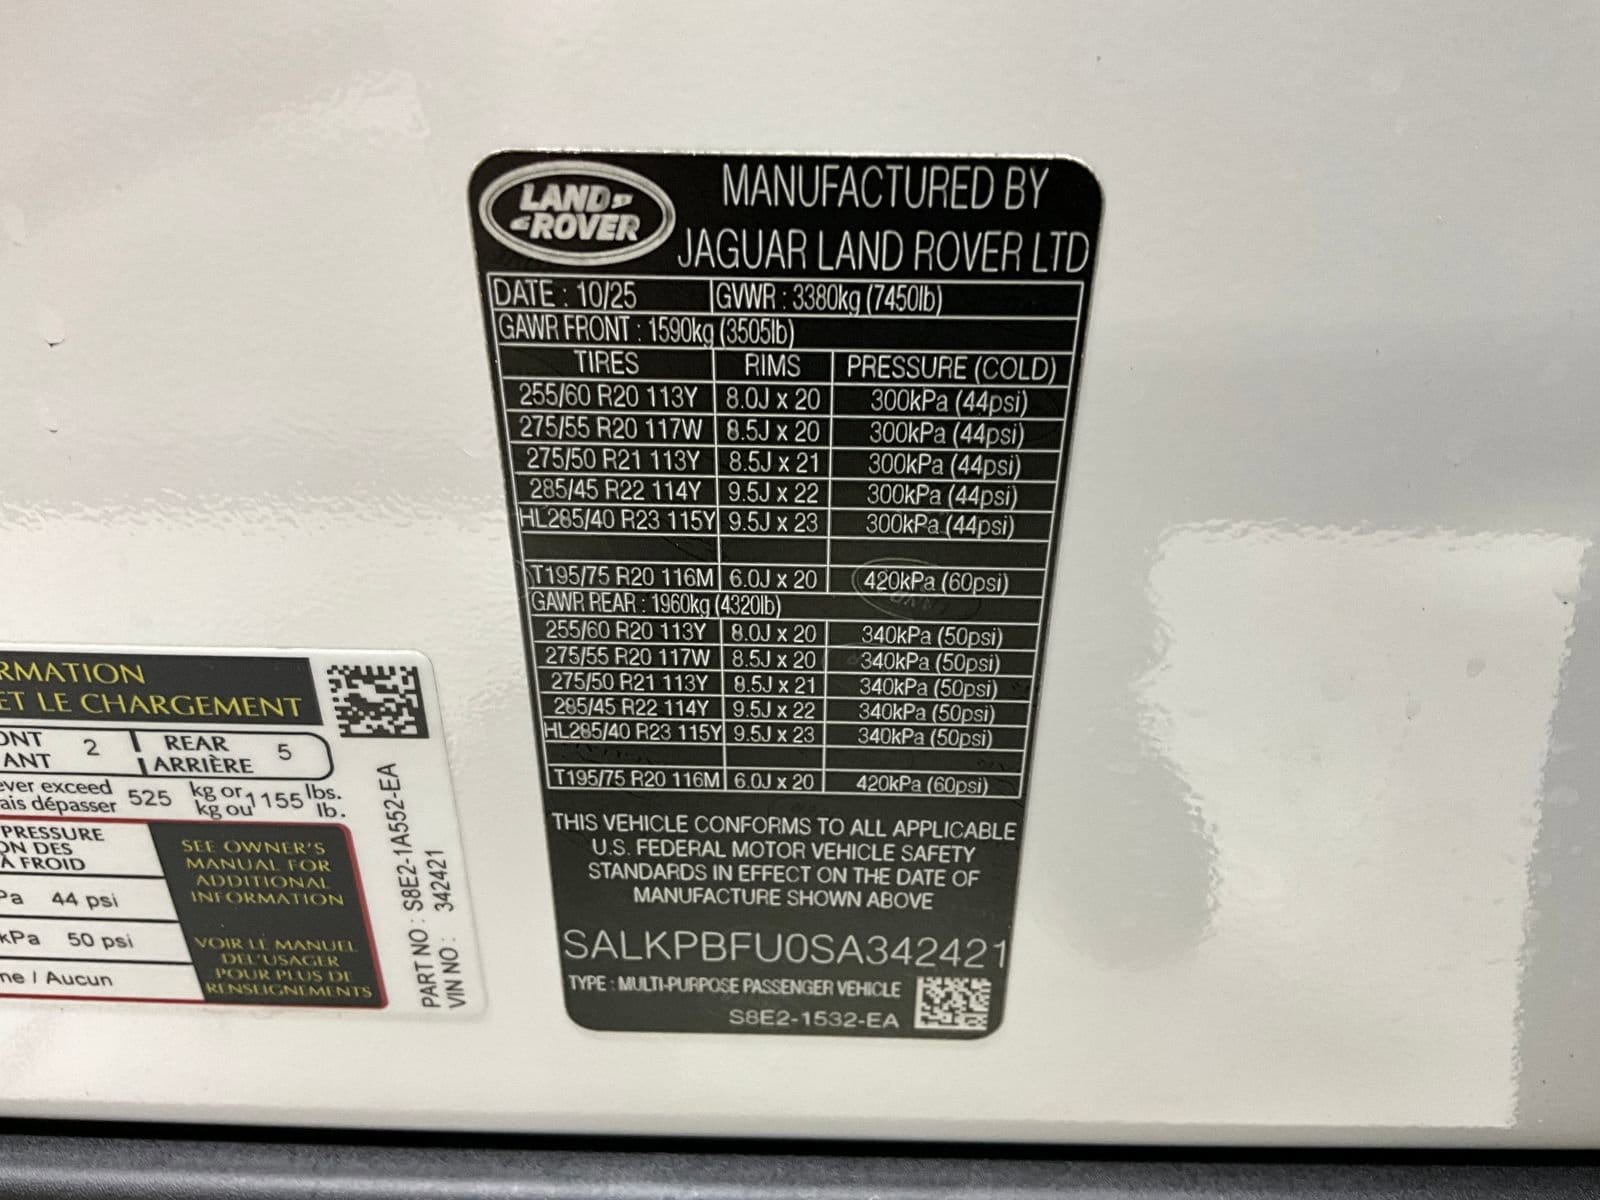 LAND
ROVER
MANUFACTURED BY
JAGUAR LAND ROVER LTD
DATE : 10/25 GVWR : 3380kg (7450lb)
GAWR FRONT : 1590kg (3505lb)
TIRES RIMS PRESSURE (COLD)
255/60 R20 113Y 8.0J x 20 300kPa (44psi)
275/55 R20 117W 8.5J x 20 300kPa (44psi)
275/50 R21 113Y 8.5J x 21 300kPa (44psi)
285/45 R22 114Y 9.5J x 22 300kPa (44psi)
HL285/40 R23 115Y 9.5J x 23 300kPa (44psi)
T195/75 R20 116M 6.0J x 20 420kPa (60psi)
GAWR REAR : 1960kg (4320lb)
255/60 R20 113Y 8.0J x 20 340kPa (50psi)
275/55 R20 117W 8.5J x 20 340kPa (50psi)
275/50 R21 113Y 8.5J x 21 340kPa (50psi)
285/45 R22 114Y 9.5J x 22 340kPa (50psi)
HL285/40 R23 115Y 9.5J x 23 340kPa (50psi)
T195/75 R20 116M 6.0J x 20 420kPa (60psi)
THIS VEHICLE CONFORMS TO ALL APPLICABLE
U.S. FEDERAL MOTOR VEHICLE SAFETY
STANDARDS IN EFFECT ON THE DATE OF
MANUFACTURE SHOWN ABOVE
SALKPBFU0SA342421
TYPE : MULTI-PURPOSE PASSENGER VEHICLE
S8E2-1532-EA
RMATION
ET LE CHARGEMENT
ONT 2 REAR 5
ANT ARRIÈRE
ever exceed 525 kg or 1155 lbs.
ais dépasser kg ou lb.
PRESSURE
ON DES
À FROID
Pa 44 psi
kPa 50 psi
ne / Aucun
SEE OWNER'S
MANUAL FOR
ADDITIONAL
INFORMATION
VOIR LE MANUEL
DE L'USAGER
POUR PLUS DE
RENSEIGNEMENTS
PART NO : S8E2-1A552-EA
VIN NO : 342421